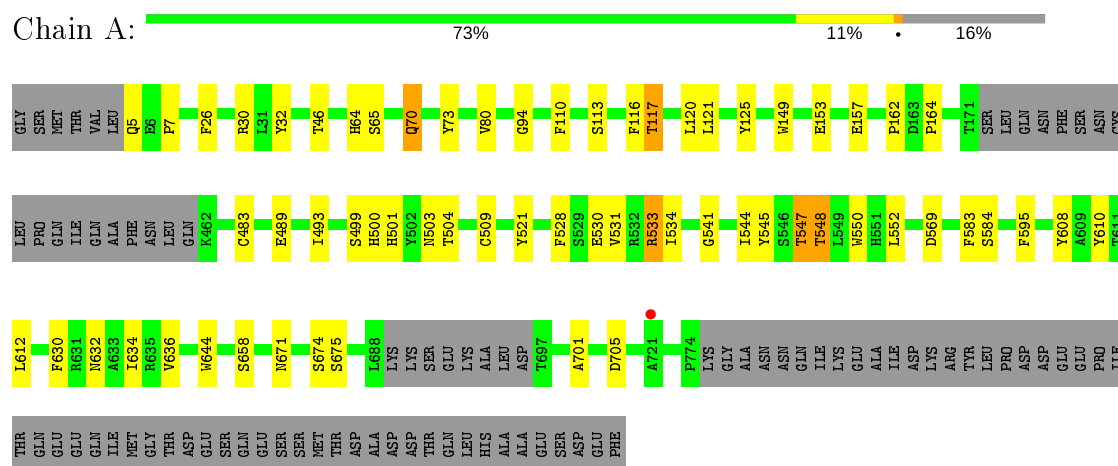 Chain A:
73% 11% • 16%
GLY SER MET THR VAL LEU Q5 E6 P7 F26 R30 L31 Y32 T46 H64 S65 Q70 Y73 V80 G94 F110 S113 F116 T117 L120 L121 Y125 W149 E153 E157 P162 D163 P164 T171 SER LEU GLN ASN PHE SER ASN LYS
LEU PRO GLN ILE GLN ALA PHE ASN LEU GLN K462 C483 E489 I493 S499 H500 H501 Y502 N503 T504 C509 Y521 F528 S529 E530 V531 R532 R533 I534 G541 I544 Y545 S546 T547 T548 L549 W550 H551 L552 D569 F583 S584 F595 Y608 A609 Y610 T611
L612 F630 R631 N632 A633 I634 R635 V636 W644 S658 N671 S674 S675 L688 LYS LYS SER GLU LYS ALA LEU ASP T697 A701 D705 A721 P774 LYS GLY ALA ASN ASN GLN ILE LYS GLU ALA ILE ASP LYS ARG TYR LEU PRO ASP ASP GLU GLU PRO ILE
THR GLN GLU GLU GLN ILE MET GLY THR ASP GLU SER GLN GLU SER SER MET THR ASP ALA ASP ASP THR GLN LEU HIS ALA ALA GLU SER ASP GLU PHE